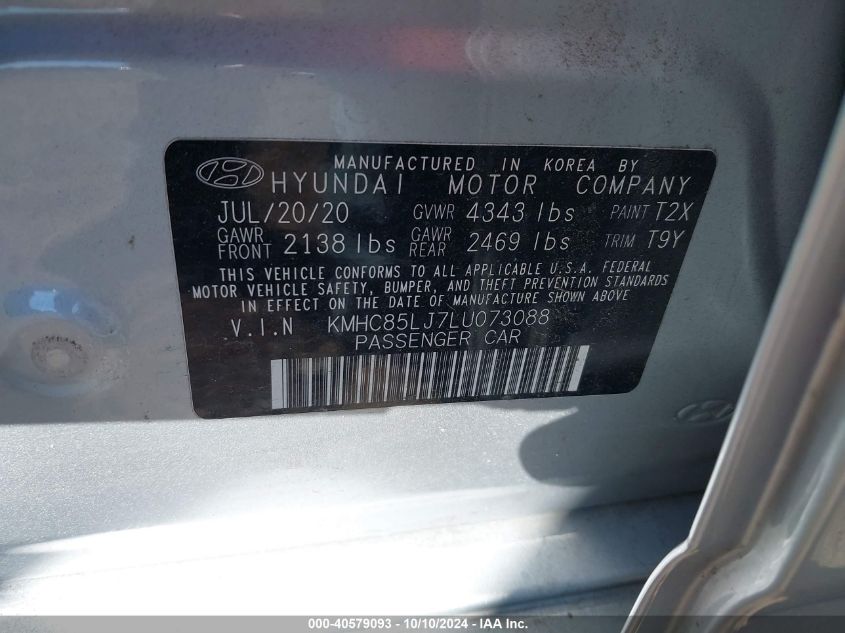 MANUFACTURED IN KOREA BY
HYUNDAI MOTOR COMPANY
JUL/20/20 GVWR 4343 lbs PAINT T2X
GAWR FRONT 2138 lbs GAWR REAR 2469 lbs TRIM T9Y
THIS VEHICLE CONFORMS TO ALL APPLICABLE U.S.A. FEDERAL
MOTOR VEHICLE SAFETY, BUMPER, AND THEFT PREVENTION STANDARDS
IN EFFECT ON THE DATE OF MANUFACTURE SHOWN ABOVE
V.I.N KMHC85LJ7LU073088
PASSENGER CAR
000-40579093 - 10/10/2024 - IAA Inc.